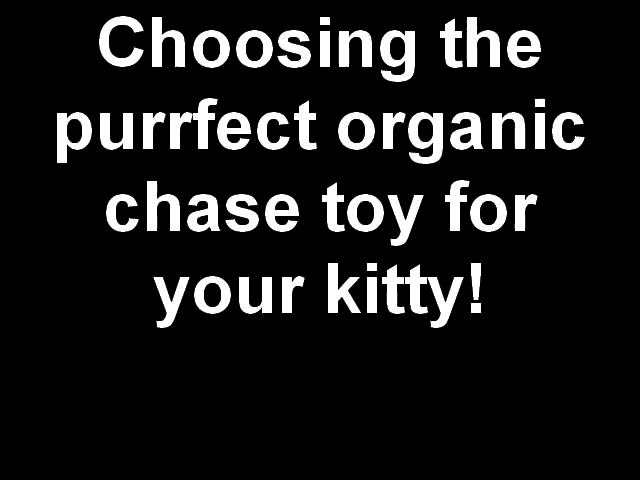 Choosing the
purrfect organic
chase toy for
your kitty!